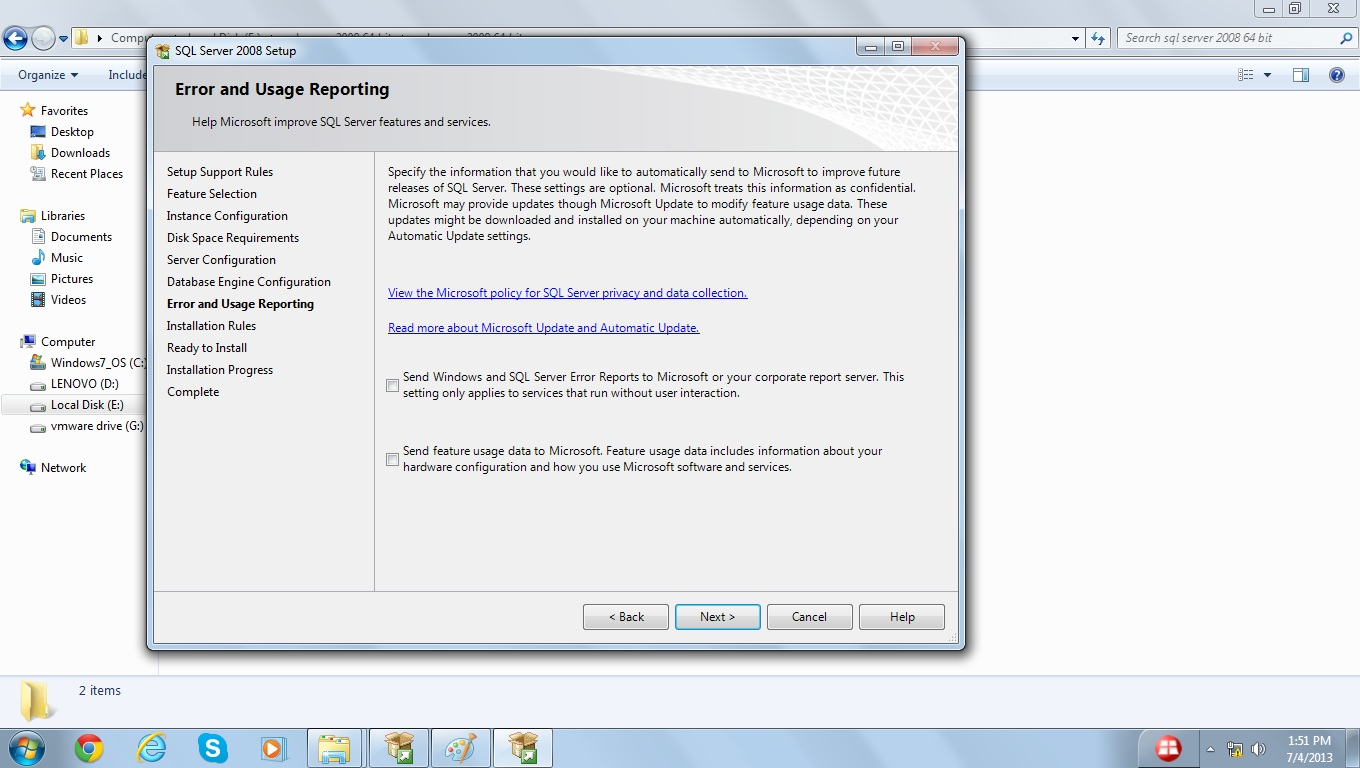 Search sql server 2008 64 bit
SQL Server 2008 Setup
Organize
Include
Favorites
Desktop
Downloads
Recent Places
Libraries
Documents
Music
Pictures
Videos
Computer
Windows7_OS (C:)
LENOVO (D:)
Local Disk (E:)
vmware drive (G:)
Network
Error and Usage Reporting
Help Microsoft improve SQL Server features and services.
Setup Support Rules
Feature Selection
Instance Configuration
Disk Space Requirements
Server Configuration
Database Engine Configuration
Error and Usage Reporting
Installation Rules
Ready to Install
Installation Progress
Complete
Specify the information that you would like to automatically send to Microsoft to improve future
releases of SQL Server. These settings are optional. Microsoft treats this information as confidential.
Microsoft may provide updates though Microsoft Update to modify feature usage data. These
updates might be downloaded and installed on your machine automatically, depending on your
Automatic Update settings.
View the Microsoft policy for SQL Server privacy and data collection.
Read more about Microsoft Update and Automatic Update.
Send Windows and SQL Server Error Reports to Microsoft or your corporate report server. This
setting only applies to services that run without user interaction.
Send feature usage data to Microsoft. Feature usage data includes information about your
hardware configuration and how you use Microsoft software and services.
< Back
Next >
Cancel
Help
2 items
1:51 PM
7/4/2013